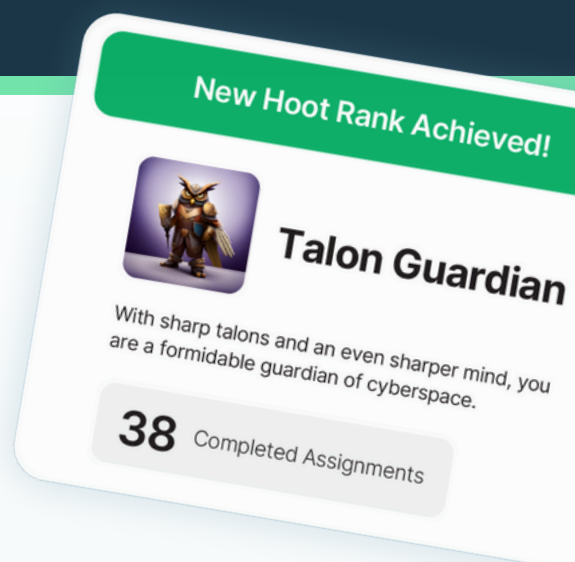 New Hoot Rank Achieved!
Talon Guardian
With sharp talons and an even sharper mind, you
are a formidable guardian of cyberspace.
38 Completed Assignments